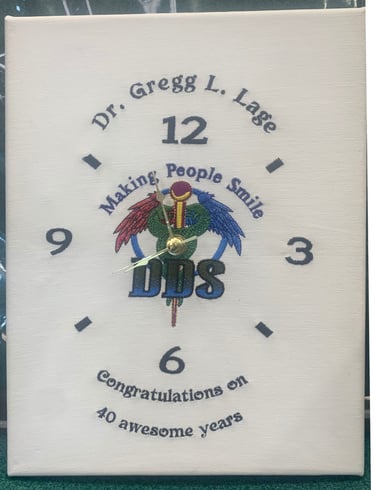 Dr. Gregg L. Lage
12
Making People Smile
9
3
DDS
6
Congratulations on
40 awesome years